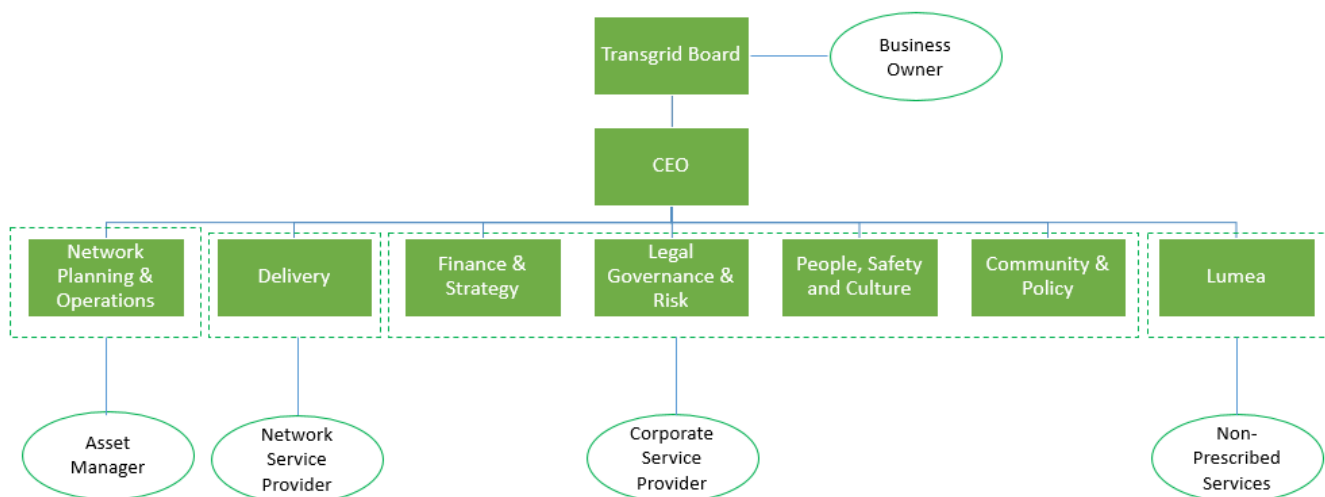 Transgrid Board
Business
Owner
CEO
Network
Planning &
Operations
Delivery
Finance &
Strategy
Legal
Governance &
Risk
People, Safety
and Culture
Community &
Policy
Lumea
Asset
Manager
Network
Service
Provider
Corporate
Service
Provider
Non-
Prescribed
Services